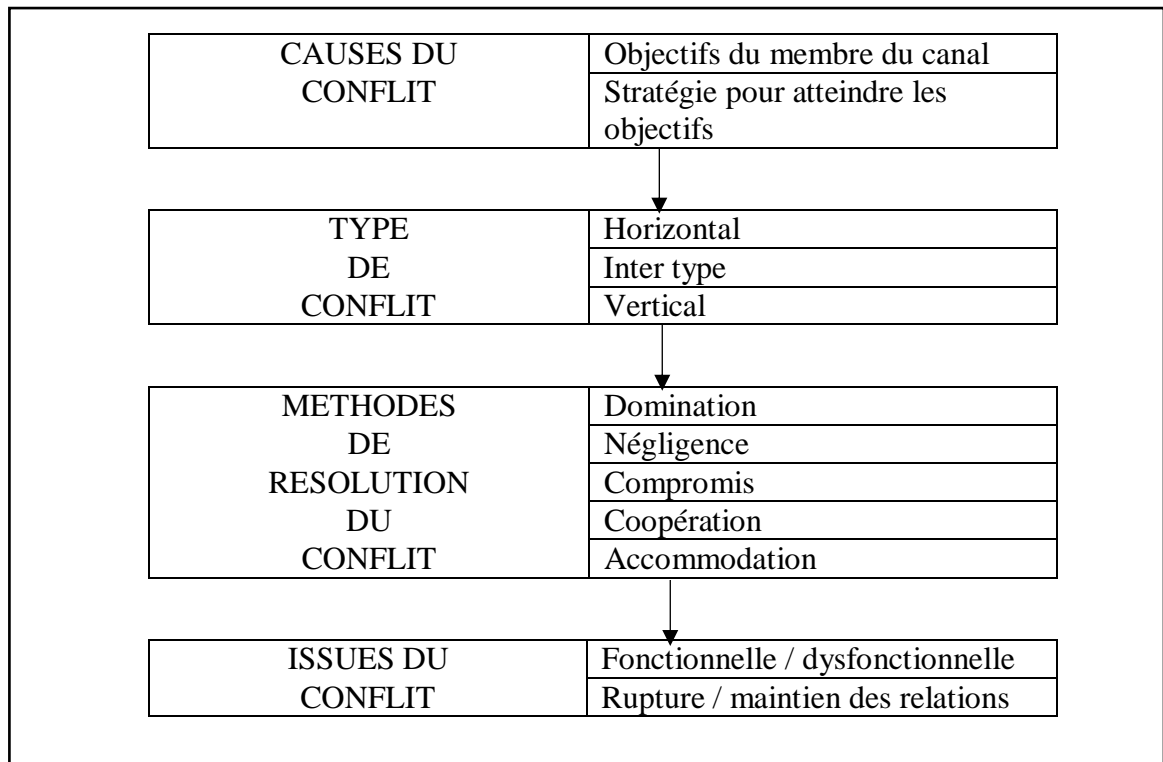 CAUSES DU
CONFLIT
Objectifs du membre du canal
Stratégie pour atteindre les
objectifs
TYPE
DE
CONFLIT
Horizontal
Inter type
Vertical
METHODES
DE
RESOLUTION
DU
CONFLIT
Domination
Négligence
Compromis
Coopération
Accommodation
ISSUES DU
CONFLIT
Fonctionnelle / dysfonctionnelle
Rupture / maintien des relations